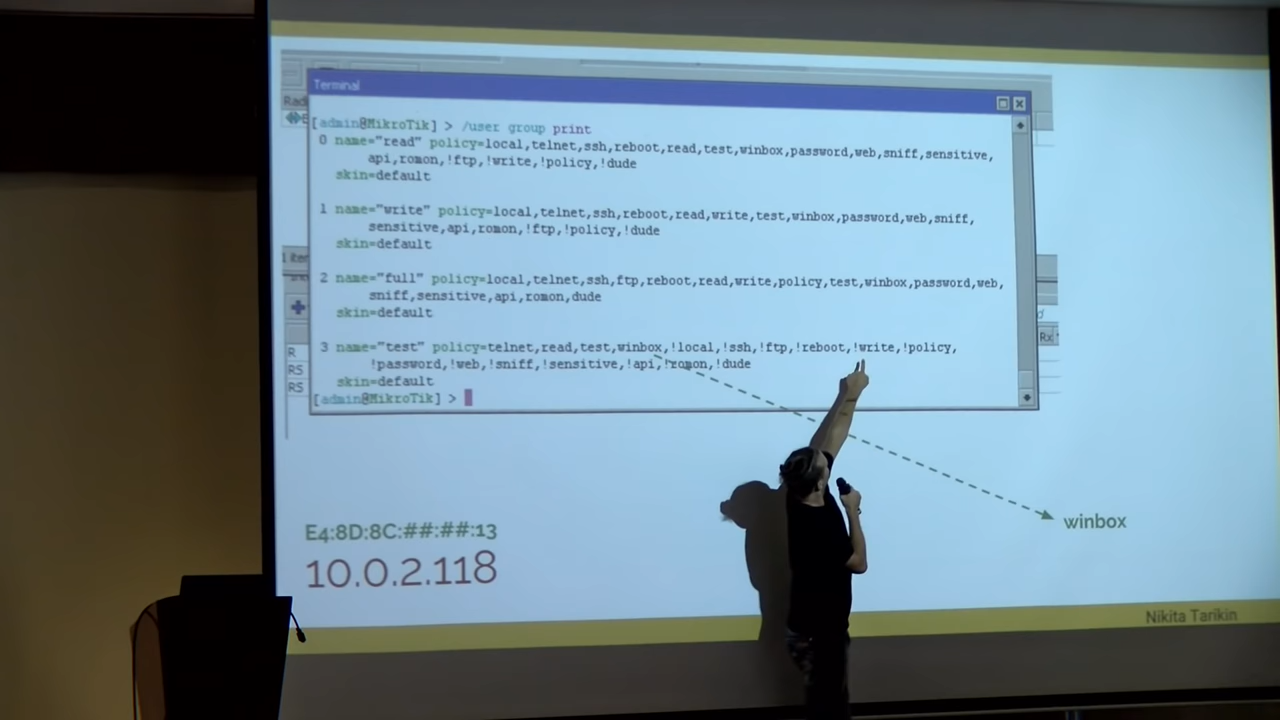 Terminal
[admin@MikroTik] > /user group print
0 name="read" policy=local,telnet,ssh,reboot,read,test,winbox,password,web,sniff,sensitive,
api,romon,!ftp,!write,!policy,!dude
skin=default
1 name="write" policy=local,telnet,ssh,reboot,read,write,test,winbox,password,web,sniff,
sensitive,api,romon,!ftp,!policy,!dude
skin=default
2 name="full" policy=local,telnet,ssh,ftp,reboot,read,write,policy,test,winbox,password,web,
sniff,sensitive,api,romon,dude
skin=default
3 name="test" policy=telnet,read,test,winbox,!local,!ssh,!ftp,!reboot,!write,!policy,
!password,!web,!sniff,!sensitive,!api,!romon,!dude
skin=default
[admin@MikroTik] >
R
RS
RS
Rx
winbox
E4:8D:8C:##:##:13
10.0.2.118
Nikita Tarikin